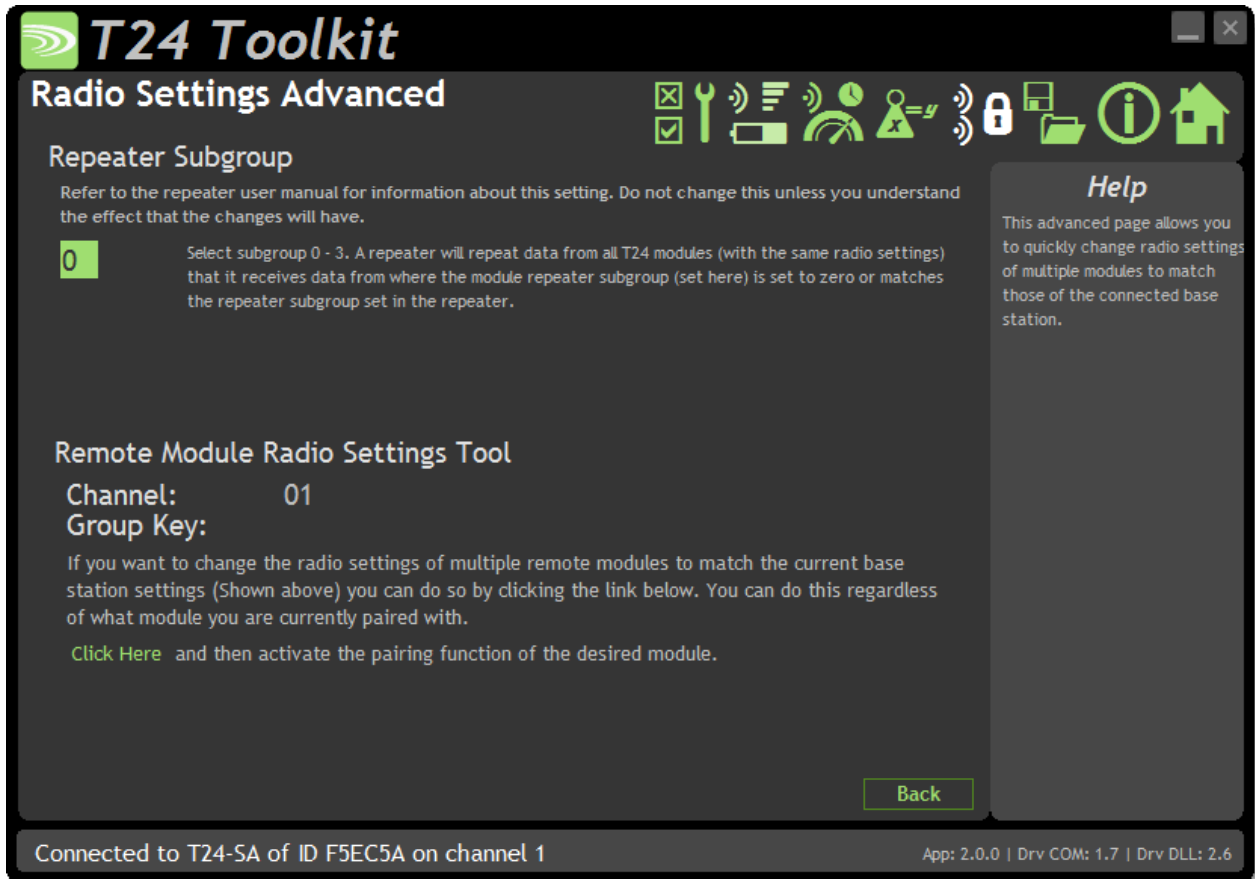 T24 Toolkit
Radio Settings Advanced
x=y
Repeater Subgroup
Refer to the repeater user manual for information about this setting. Do not change this unless you understand
the effect that the changes will have.
0
Select subgroup 0 - 3. A repeater will repeat data from all T24 modules (with the same radio settings)
that it receives data from where the module repeater subgroup (set here) is set to zero or matches
the repeater subgroup set in the repeater.
Remote Module Radio Settings Tool
Channel: 01
Group Key:
If you want to change the radio settings of multiple remote modules to match the current base
station settings (Shown above) you can do so by clicking the link below. You can do this regardless
of what module you are currently paired with.
Click Here and then activate the pairing function of the desired module.
Back
Help
This advanced page allows you
to quickly change radio settings
of multiple modules to match
those of the connected base
station.
Connected to T24-SA of ID F5EC5A on channel 1
App: 2.0.0 | Drv COM: 1.7 | Drv DLL: 2.6